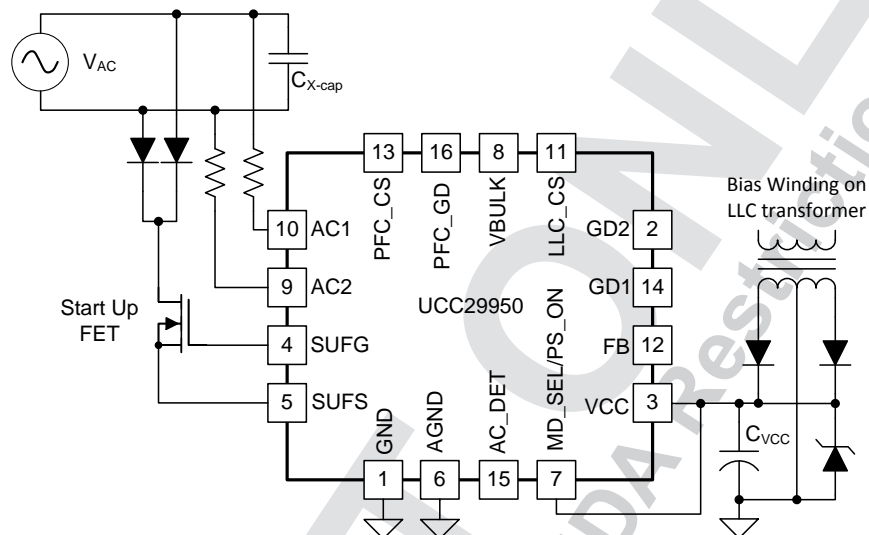 V_AC
C_X-cap
13
16
8
11
PFC_CS
PFC_GD
VBULK
LLC_CS
Bias Winding on
LLC transformer
10
AC1
GD2
2
9
AC2
UCC29950
GD1
14
Start Up
FET
4
SUFG
FB
12
5
SUFS
VCC
3
GND
AGND
AC_DET
MD_SEL/PS_ON
C_VCC
1
6
15
7